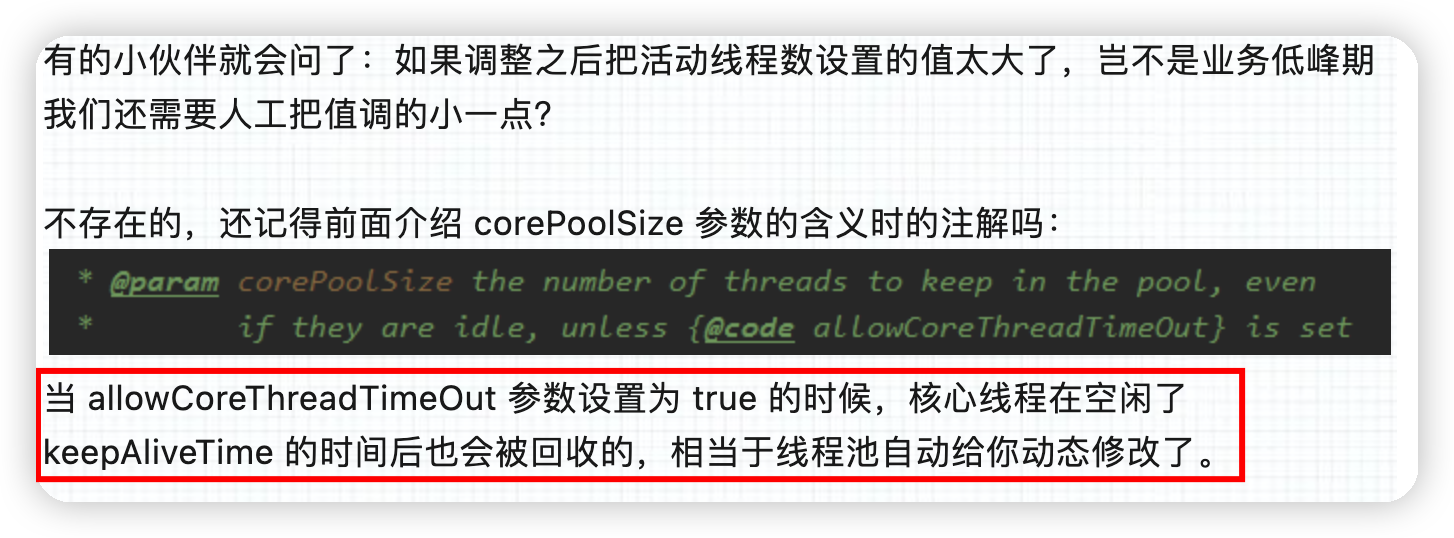 有的小伙伴就会问了：如果调整之后把活动线程数设置的值太大了，岂不是业务低峰期
我们还需要人工把值调的小一点？
不存在的，还记得前面介绍 corePoolSize 参数的含义时的注解吗：
* @param corePoolSize the number of threads to keep in the pool, even
* if they are idle, unless {@code allowCoreThreadTimeOut} is set
当 allowCoreThreadTimeOut 参数设置为 true 的时候，核心线程在空闲了
keepAliveTime 的时间后也会被回收的，相当于线程池自动给你动态修改了。